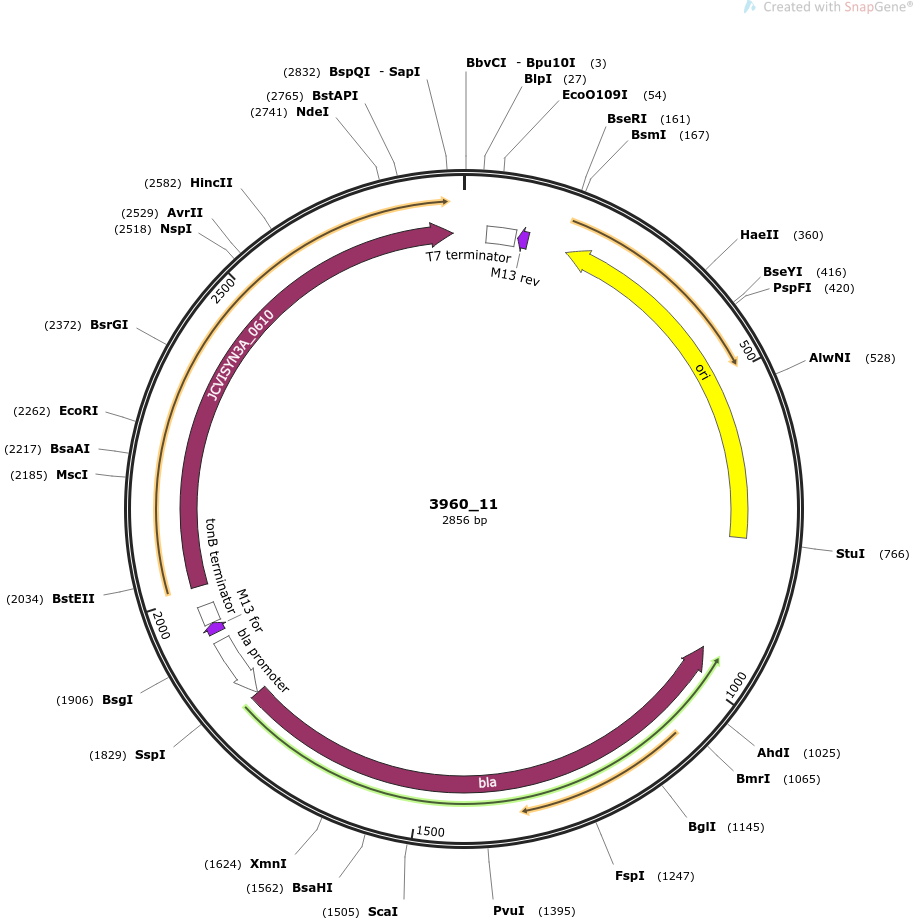 Created with SnapGene®
(2832) BspQI - SapI
(2765) BstAPI
(2741) NdeI
BbvCI - Bpu10I (3)
BlpI (27)
EcoO109I (54)
BseRI (161)
BsmI (167)
(2582) HincII
(2529) AvrII
(2518) NspI
HaeII (360)
BseYI (416)
PspFI (420)
T7 terminator
M13 rev
2500
500
(2372) BsrGI
AlwNI (528)
JCVISYN3A_0610
ori
(2262) EcoRI
(2217) BsaAI
(2185) MscI
3960_11
2856 bp
StuI (766)
tonB terminator
M13 for
bla promoter
(2034) BstEII
2000
1000
(1906) BsgI
(1829) SspI
AhdI (1025)
BmrI (1065)
bla
1500
BglI (1145)
(1624) XmnI
(1562) BsaHI
(1505) ScaI
FspI (1247)
PvuI (1395)